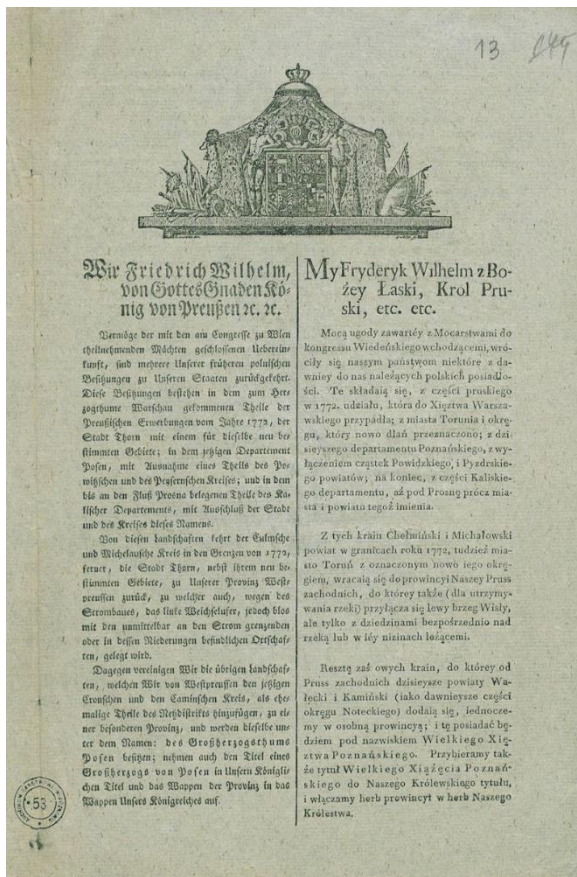 13
Wir Friedrich Wilhelm,
von Gottes Gnaden Kö-
nig von Preußen ꝛc. ꝛc.
Vermöge der mit den am Congresse zu Wien
theilnehmenden Mächten geschlossenen Ueberein-
kunft, sind mehrere Unserer früheren polnischen
Besitzungen zu Unseren Staaten zurückgekehrt.
Diese Besitzungen bestehen in dem zum Her-
zogthume Warschau gekommenen Theile der
Preußischen Erwerbungen vom Jahre 1772, der
Stadt Thorn mit einem für dieselbe neu be-
stimmten Gebiete; in dem jetzigen Departement
Posen, mit Ausnahme eines Theils des Po-
witzschen und des Peysernschen Kreises; und in dem
bis an den Fluß Prosna belegenen Theile des Ka-
lischer Departements, mit Ausschluß der Stadt
und des Kreises dieses Namens.
Von diesen Landschaften kehrt der Culmsche
und Michelausche Kreis in den Grenzen von 1772,
ferner, die Stadt Thorn, nebst ihrem neu be-
stimmten Gebiete, zu Unserer Provinz West-
preussen zurück, zu welcher auch, wegen des
Strombaues, das linke Weichselufer, jedoch blos
mit den unmittelbar an den Strom grenzenden
oder in dessen Niederungen befindlichen Ortschaf-
ten, gelegt wird.
Dagegen vereinigen Wir die übrigen Landschaf-
ten, welchen Wir von Westpreussen den jetzigen
Cronschen und den Caminschen Kreis, als ehe-
malige Theile des Netzdistrikts hinzufügen, zu ei-
ner besonderen Provinz, und werden dieselbe un-
ter dem Namen: des Großherzogthums
Posen besitzen; nehmen auch den Titel eines
Großherzogs von Posen in Unsern Königli-
chen Titel und das Wappen der Provinz in das
Wappen Unsers Königreiches auf.
My Fryderyk Wilhelm z Bo-
żey Łaski, Krol Pru-
ski, etc. etc.
Mocą ugody zawartéy z Mocarstwami do
kongressu Wiedeńskiego wchodzącemi, wró-
ciły się naszym państwom niektóre z da-
wniey do nas należących polskich posiadło-
ści. Te składaią się, z części pruskiego
w 1772. udziału, która do Xięztwa Warsza-
wskiego przypadła; z miasta Torunia i okrę-
gu, który nowo dlań przeznaczono; z dzi-
sieyszego departamentu Poznańskiego, z wy-
łączeniem cząstek Powidzkiego, i Pyzdrskie-
go powiatów; na koniec, z części Kaliskie-
go departamentu, aż pod Prosnę prócz mia-
sta i powiatu tegoż imienia.
Z tych krain Chełmiński i Michałowski
powiat w granicach roku 1772, tudzież mia-
sto Toruń z oznaczonym nowo iego okrę-
giem, wracaią się do prowincyi Naszey Pruss
zachodnich, do którey także (dla utrzymy-
wania rzeki) przyłącza się lewy brzeg Wisły,
ale tylko z dziedzinami bezpośrzednio nad
rzeką lub w iéy nizinach leżącemi.
Resztę zaś owych krain, do którey od
Pruss zachodnich dzisieysze powiaty Wa-
łęcki i Kamiński (iako dawnieysze części
okręgu Noteckiego) dodaią się, iednocze-
my w osobną prowincyą; i tę posiadać bę-
dziem pod nazwiskiem Wielkiego Xię-
ztwa Poznańskiego. Przybieramy tak-
że tytuł Wielkiego Xiążęcia Poznań-
skiego do Naszego Królewskiego tytułu,
i włączamy herb prowincyi w herb Naszego
Królestwa.
53